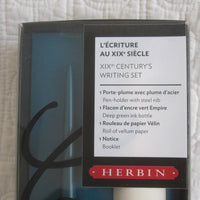 L'ÉCRITURE
AU XIXᵉ SIÈCLE
XIXᵗʰ CENTURY'S
WRITING SET
1 Porte-plume avec plume d'acier
Pen-holder with steel nib
1 Flacon d'encre vert Empire
Deep green ink bottle
1 Rouleau de papier Vélin
Roll of vellum paper
1 Notice
Booklet
HERBIN